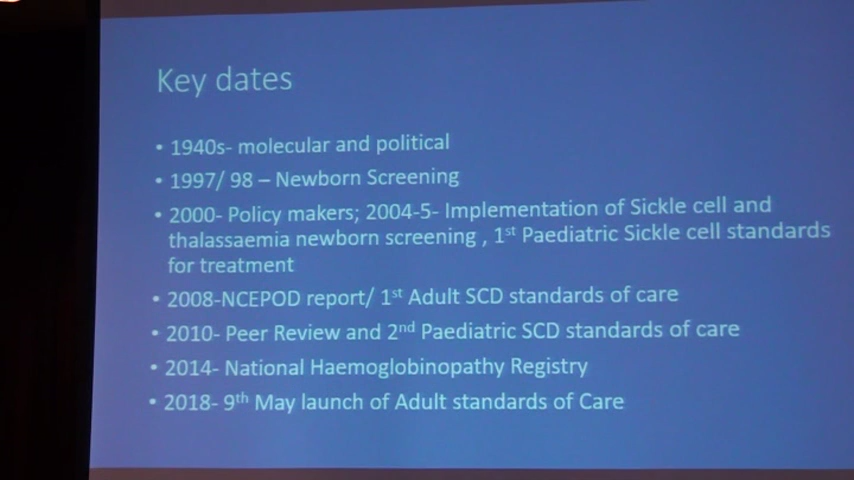 Key dates
• 1940s- molecular and political
• 1997/ 98 – Newborn Screening
• 2000- Policy makers; 2004-5- Implementation of Sickle cell and
thalassaemia newborn screening , 1st Paediatric Sickle cell standards
for treatment
• 2008-NCEPOD report/ 1st Adult SCD standards of care
• 2010- Peer Review and 2nd Paediatric SCD standards of care
• 2014- National Haemoglobinopathy Registry
• 2018- 9th May launch of Adult standards of Care